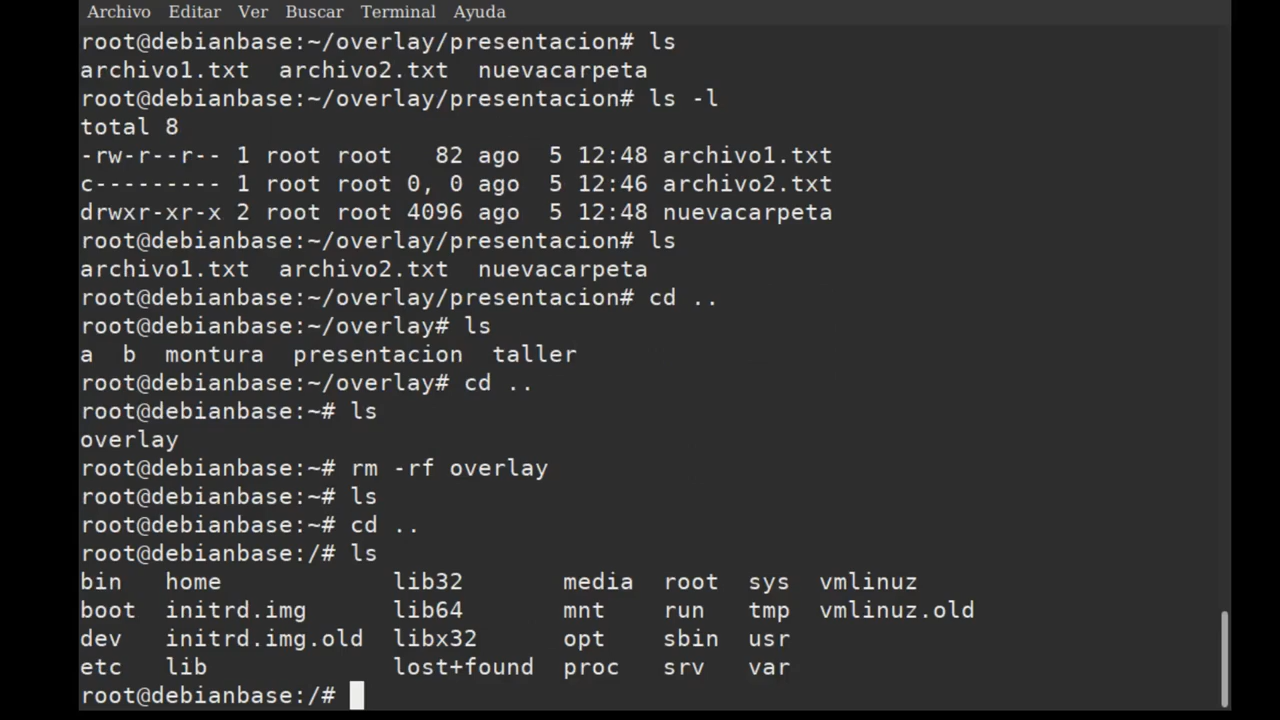 Archivo Editar Ver Buscar Terminal Ayuda
root@debianbase:~/overlay/presentacion# ls
archivo1.txt  archivo2.txt  nuevacarpeta
root@debianbase:~/overlay/presentacion# ls -l
total 8
-rw-r--r-- 1 root root   82 ago  5 12:48 archivo1.txt
c--------- 1 root root 0, 0 ago  5 12:46 archivo2.txt
drwxr-xr-x 2 root root 4096 ago  5 12:48 nuevacarpeta
root@debianbase:~/overlay/presentacion# ls
archivo1.txt  archivo2.txt  nuevacarpeta
root@debianbase:~/overlay/presentacion# cd ..
root@debianbase:~/overlay# ls
a  b  montura  presentacion  taller
root@debianbase:~/overlay# cd ..
root@debianbase:~# ls
overlay
root@debianbase:~# rm -rf overlay
root@debianbase:~# ls
root@debianbase:~# cd ..
root@debianbase:/# ls
bin   home            lib32       media  root  sys  vmlinuz
boot  initrd.img      lib64       mnt    run   tmp  vmlinuz.old
dev   initrd.img.old  libx32      opt    sbin  usr
etc   lib             lost+found  proc   srv   var
root@debianbase:/#